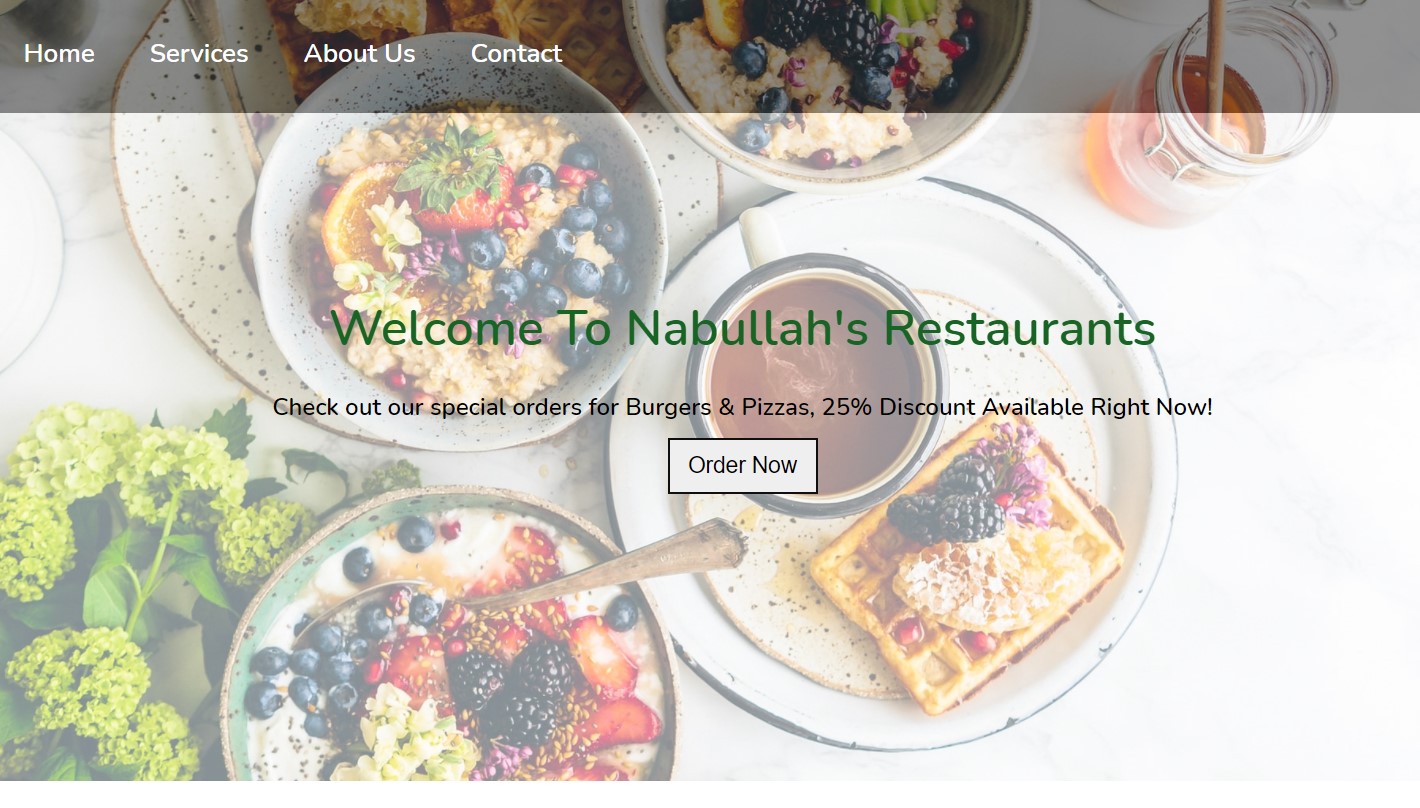 Home Services About Us Contact
Welcome To Nabullah's Restaurants
Check out our special orders for Burgers & Pizzas, 25% Discount Available Right Now!
Order Now